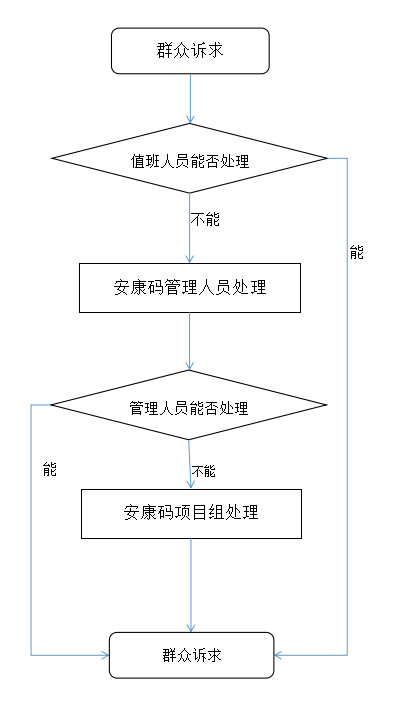 群众诉求
值班人员能否处理
不能
能
安康码管理人员处理
管理人员能否处理
能
不能
安康码项目组处理
群众诉求